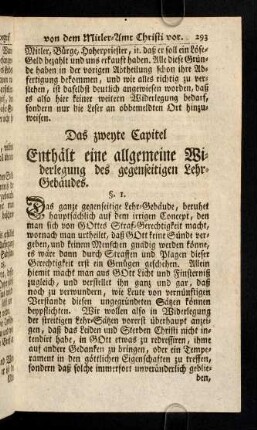 von dem Mitler-Amt Christi vor. 293
Mitler, Bürge, Hoherpriester, it. daß er soll ein Löse-
Geld bezahlt und uns erkauft haben. Alle diese Grün-
de haben in der vorigen Abtheilung schon ihre Ab-
fertigung bekommen, und wie alles richtig zu ver-
stehen, ist daselbst deutlich angewiesen worden, daß
es also hier keiner weitern Widerlegung bedarf,
sondern nur die Leser an obbemeldten Ort hinzu-
weisen.
Das zweyte Capitel
Enthält eine allgemeine Wi-
derlegung des gegenseitigen Lehr-
Gebäudes.
§. 1.
Das ganze gegenseitige Lehr-Gebäude, beruhet
hauptsächlich auf dem irrigen Concept, den
man sich von GOttes Straf-Gerechtigkeit macht,
wornach man urtheilet, daß GOtt keine Sünde ver-
geben, und keinem Menschen gnädig werden könne,
es wäre dann durch Straffen und Plagen dieser
Gerechtigkeit erst ein Genügen geschehen. Allein
hiemit macht man aus GOtt Licht und Finsterniß
zugleich, und verstellet ihn ganz und gar, daß
noch zu verwundern, wie Leute von vernünftigen
Verstande diesen ungegründeten Sätzen können
beypflichten. Wir wollen also in Widerlegung
der streitigen Lehr-Sätzen vorerst überhaupt anzei-
gen, daß das Leiden und Sterben Christi nicht in-
tendirt habe, in GOtt etwas zu redressiren, ihme
auf andere Gedanken zu bringen, oder ein Tempe-
rament in den göttlichen Eigenschaften zu treffen,
sondern daß solche immerfort unveränderlich geblie-
ben,